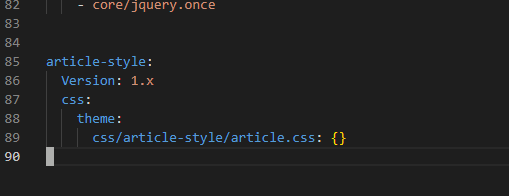 82 - core/jquery.once
83
84
85 article-style:
86 Version: 1.x
87 css:
88 theme:
89 css/article-style/article.css: {}
90